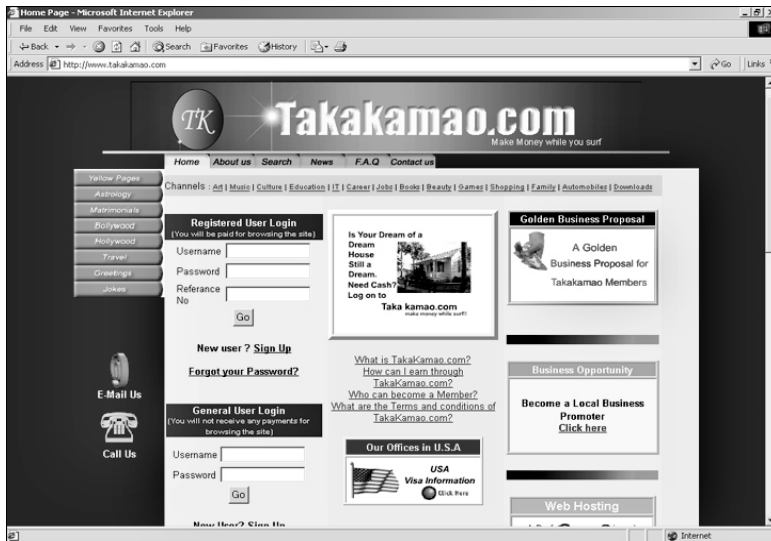 Home Page - Microsoft Internet Explorer
File Edit View Favorites Tools Help
Back Search Favorites History
Address http://www.takakamao.com Go Links
TK Takakamao.com
Make Money while you surf
Home About us Search News F.A.Q Contact us
Channels : Art | Music | Culture | Education | IT | Career | Jobs | Books | Beauty | Games | Shopping | Family | Automobiles | Downloads
Yellow Pages
Astrology
Matrimonials
Bollywood
Hollywood
Travel
Greetings
Jokes
E-Mail Us
Call Us
Registered User Login
(You will be paid for browsing the site)
Username
Password
Referance
No
Go
New user ? Sign Up
Forgot your Password?
General User Login
(You will not receive any payments for
browsing the site)
Username
Password
Go
New User? Sign Up
Is Your Dream of a
Dream
House
Still a
Dream.
Need Cash?
Log on to
Taka kamao.com
make money while surf!!
What is TakaKamao.com?
How can I earn through
TakaKamao.com?
Who can become a Member?
What are the Terms and conditions of
TakaKamao.com?
Our Offices in U.S.A
USA
Visa Information
Click Here
Golden Business Proposal
A Golden
Business Proposal for
Takakamao Members
Business Opportunity
Become a Local Business
Promoter
Click here
Web Hosting
Internet